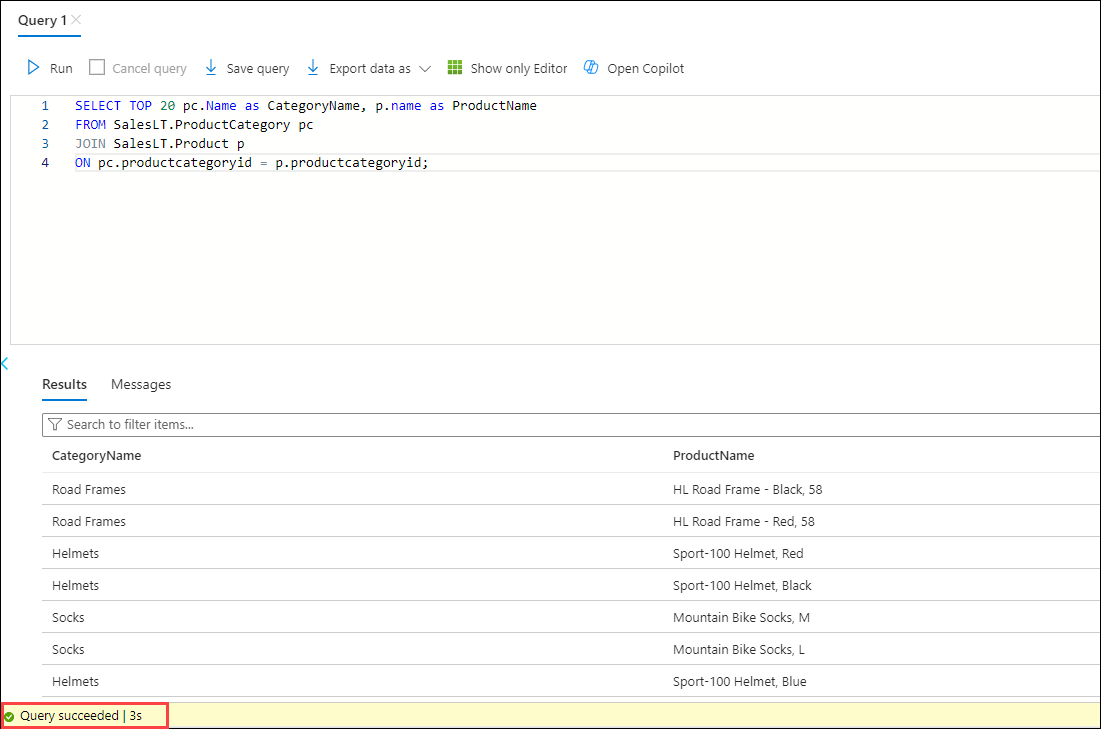 Query 1
Run Cancel query Save query Export data as Show only Editor Open Copilot
1 SELECT TOP 20 pc.Name as CategoryName, p.name as ProductName
2 FROM SalesLT.ProductCategory pc
3 JOIN SalesLT.Product p
4 ON pc.productcategoryid = p.productcategoryid;
Results Messages
Search to filter items...
CategoryName ProductName
Road Frames HL Road Frame - Black, 58
Road Frames HL Road Frame - Red, 58
Helmets Sport-100 Helmet, Red
Helmets Sport-100 Helmet, Black
Socks Mountain Bike Socks, M
Socks Mountain Bike Socks, L
Helmets Sport-100 Helmet, Blue
Query succeeded | 3s